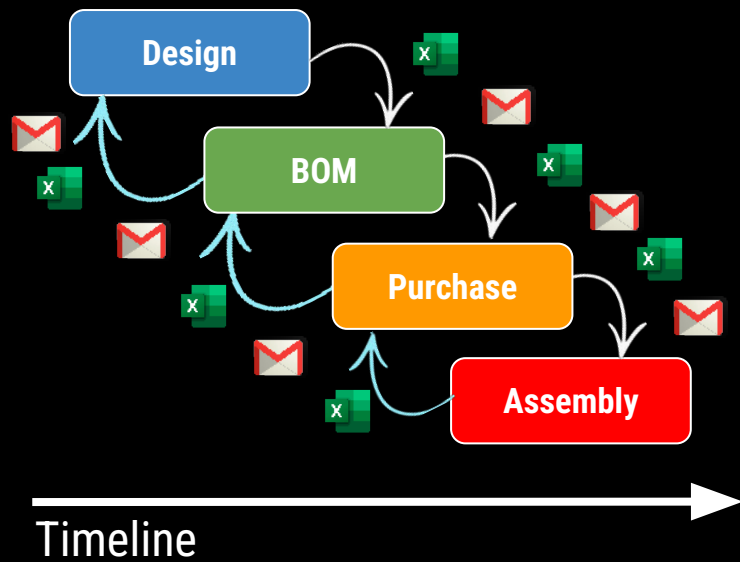 Design
X
BOM
X
X
Purchase
X
X
Assembly
X
Timeline